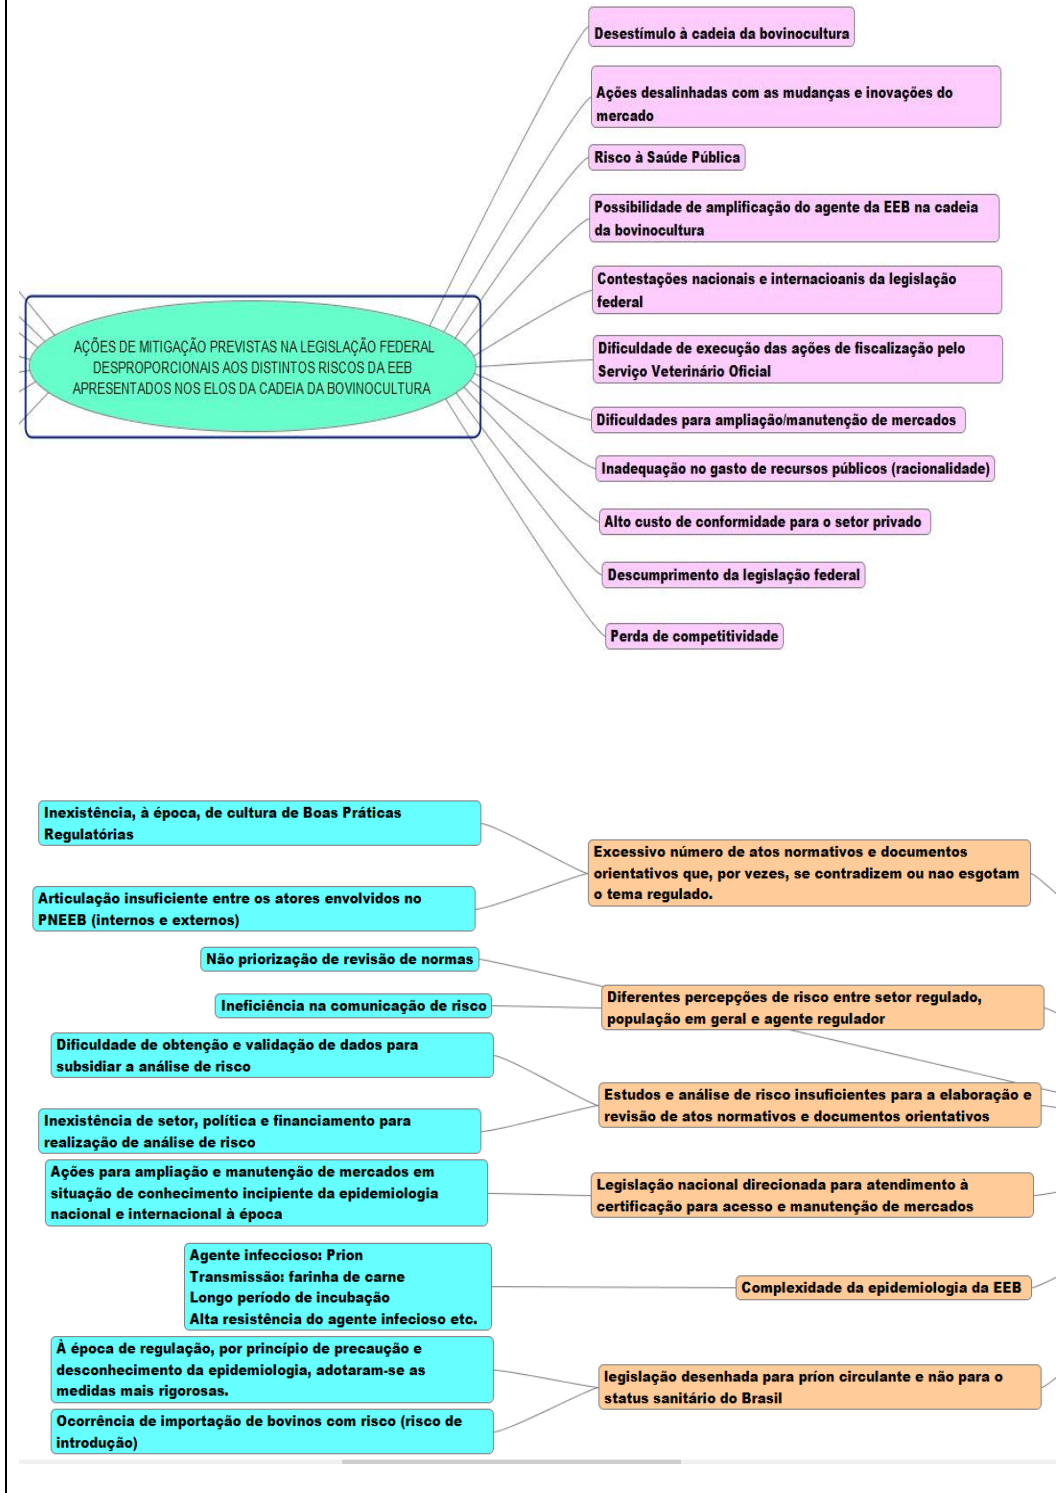 Desestímulo à cadeia da bovinocultura
Ações desalinhadas com as mudanças e inovações do
mercado
Risco à Saúde Pública
Possibilidade de amplificação do agente da EEB na cadeia
da bovinocultura
Contestações nacionais e internacioanis da legislação
federal
AÇÕES DE MITIGAÇÃO PREVISTAS NA LEGISLAÇÃO FEDERAL
DESPROPORCIONAIS AOS DISTINTOS RISCOS DA EEB
APRESENTADOS NOS ELOS DA CADEIA DA BOVINOCULTURA
Dificuldade de execução das ações de fiscalização pelo
Serviço Veterinário Oficial
Dificuldades para ampliação/manutenção de mercados
Inadequação no gasto de recursos públicos (racionalidade)
Alto custo de conformidade para o setor privado
Descumprimento da legislação federal
Perda de competitividade
Inexistência, à época, de cultura de Boas Práticas
Regulatórias
Articulação insuficiente entre os atores envolvidos no
PNEEB (internos e externos)
Excessivo número de atos normativos e documentos
orientativos que, por vezes, se contradizem ou nao esgotam
o tema regulado.
Não priorização de revisão de normas
Ineficiência na comunicação de risco
Diferentes percepções de risco entre setor regulado,
população em geral e agente regulador
Dificuldade de obtenção e validação de dados para
subsidiar a análise de risco
Inexistência de setor, política e financiamento para
realização de análise de risco
Estudos e análise de risco insuficientes para a elaboração e
revisão de atos normativos e documentos orientativos
Ações para ampliação e manutenção de mercados em
situação de conhecimento incipiente da epidemiologia
nacional e internacional à época
Legislação nacional direcionada para atendimento à
certificação para acesso e manutenção de mercados
Agente infeccioso: Prion
Transmissão: farinha de carne
Longo período de incubação
Alta resistência do agente infecioso etc.
Complexidade da epidemiologia da EEB
À época de regulação, por princípio de precaução e
desconhecimento da epidemiologia, adotaram-se as
medidas mais rigorosas.
Ocorrência de importação de bovinos com risco (risco de
introdução)
legislação desenhada para príon circulante e não para o
status sanitário do Brasil